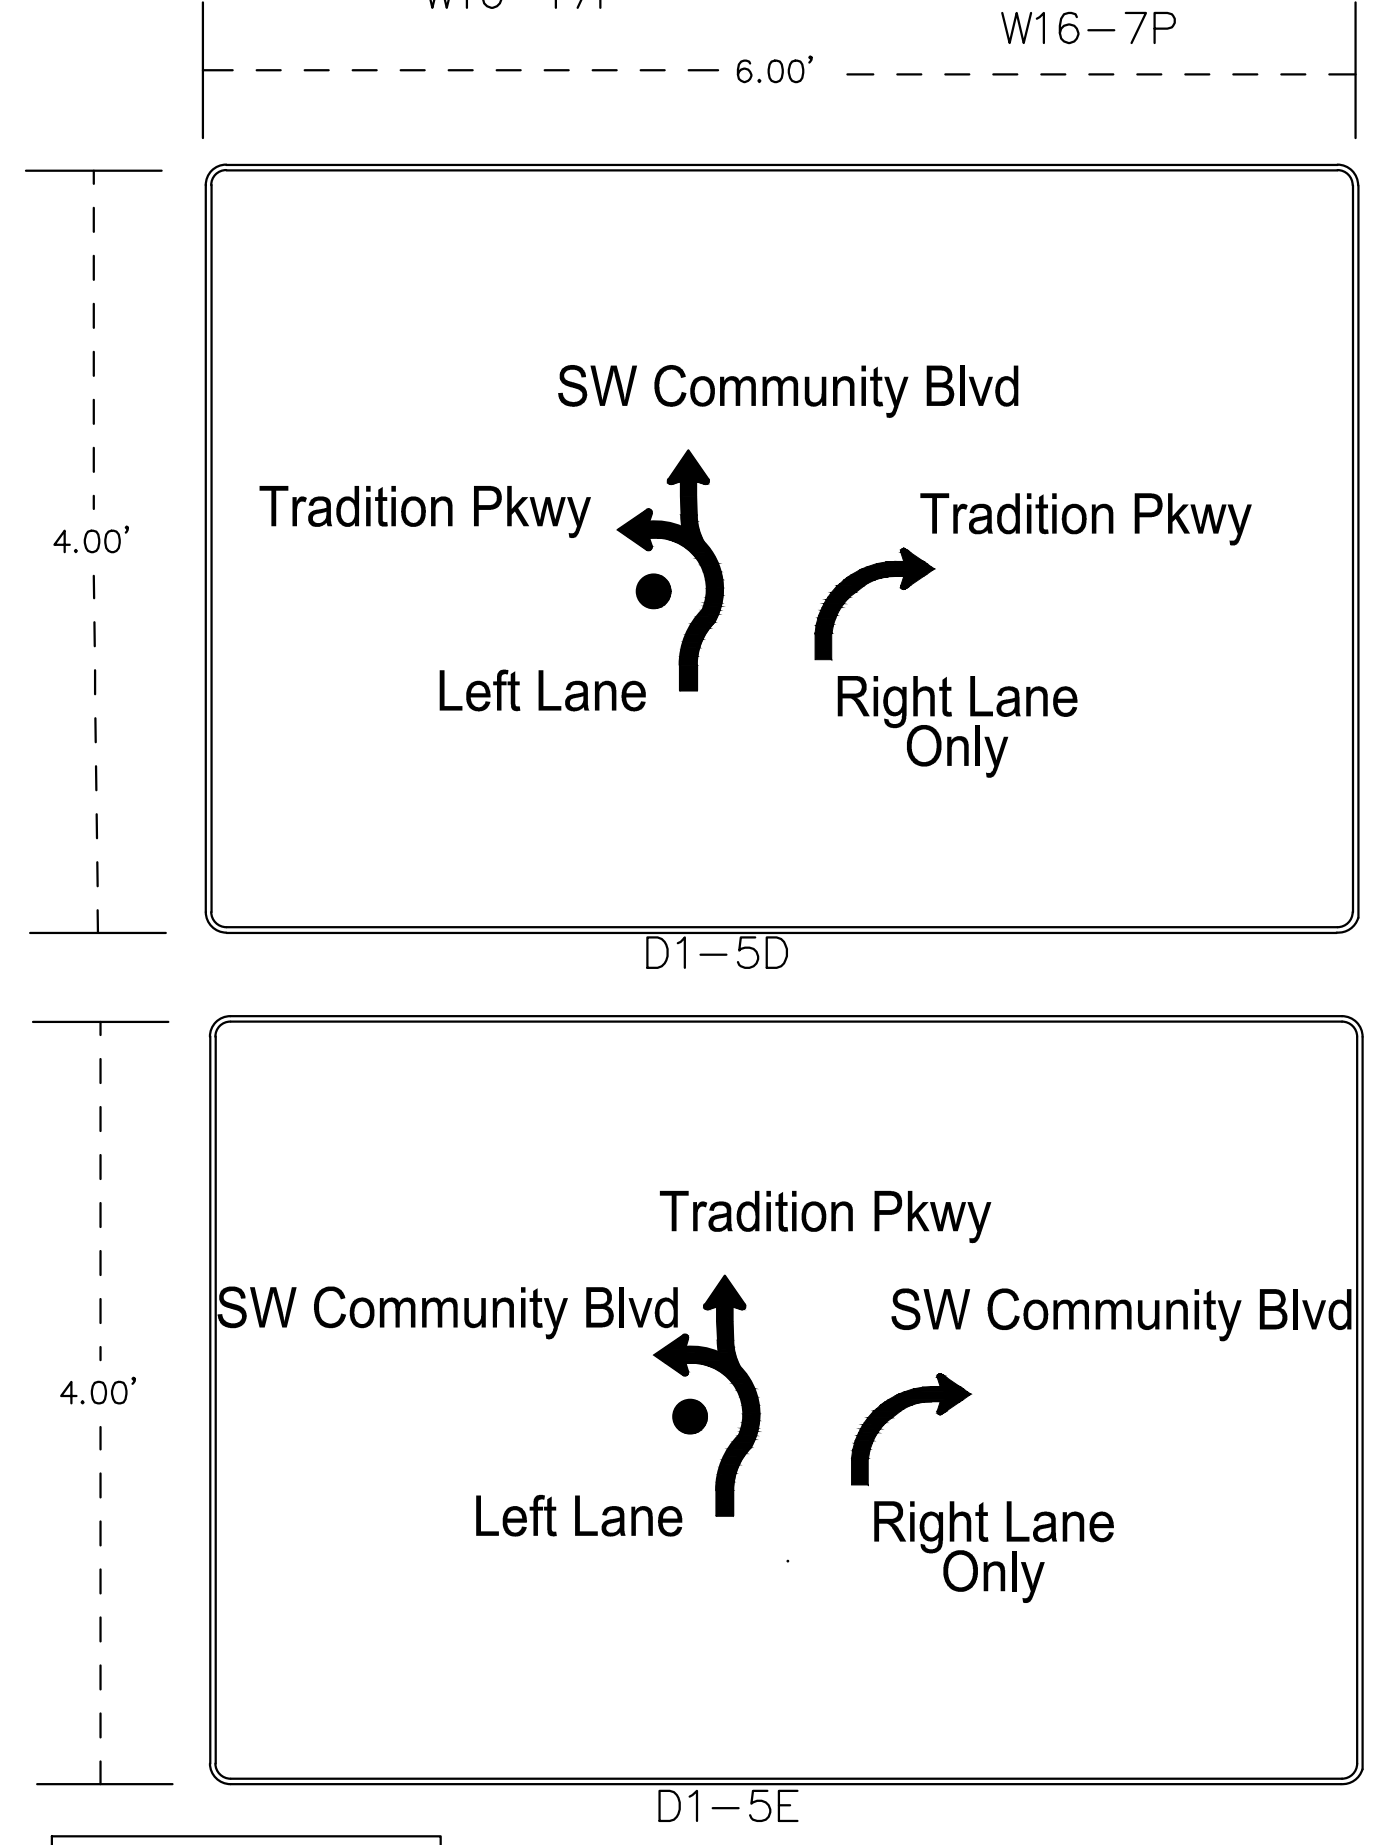 W16-7P
6.00'
SW Community Blvd
Tradition Pkwy
Tradition Pkwy
4.00'
Left Lane
Right Lane
Only
D1-5D
Tradition Pkwy
SW Community Blvd
SW Community Blvd
4.00'
Left Lane
Right Lane
Only
D1-5E